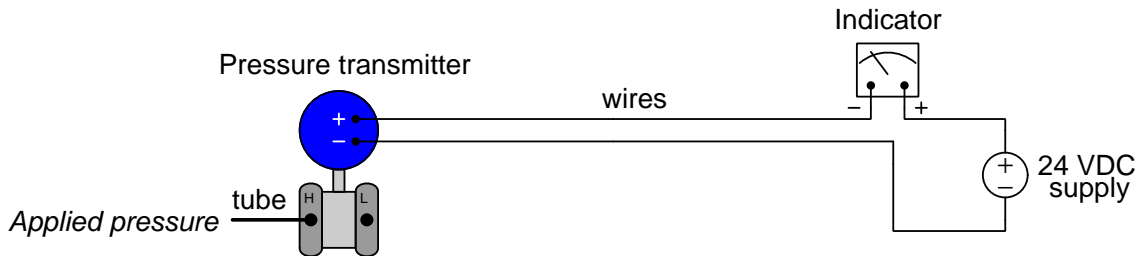 Indicator
Pressure transmitter
wires
– +
+
–
+
–
24 VDC
supply
tube
H L
Applied pressure